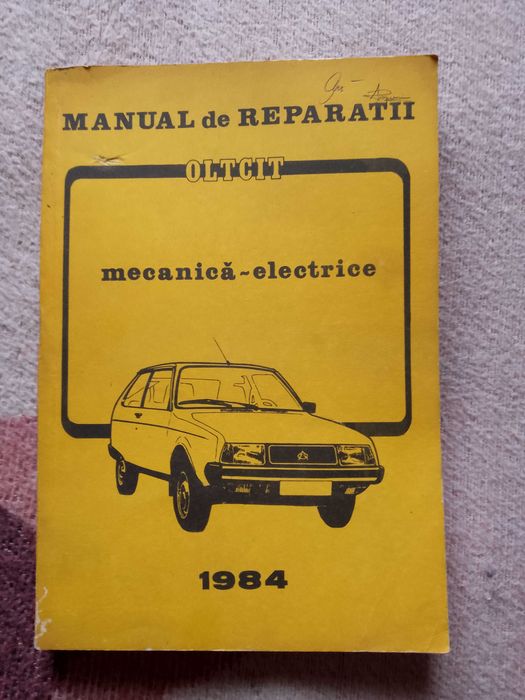 MANUAL de REPARATII
OLTCIT
mecanică~electrice
1984